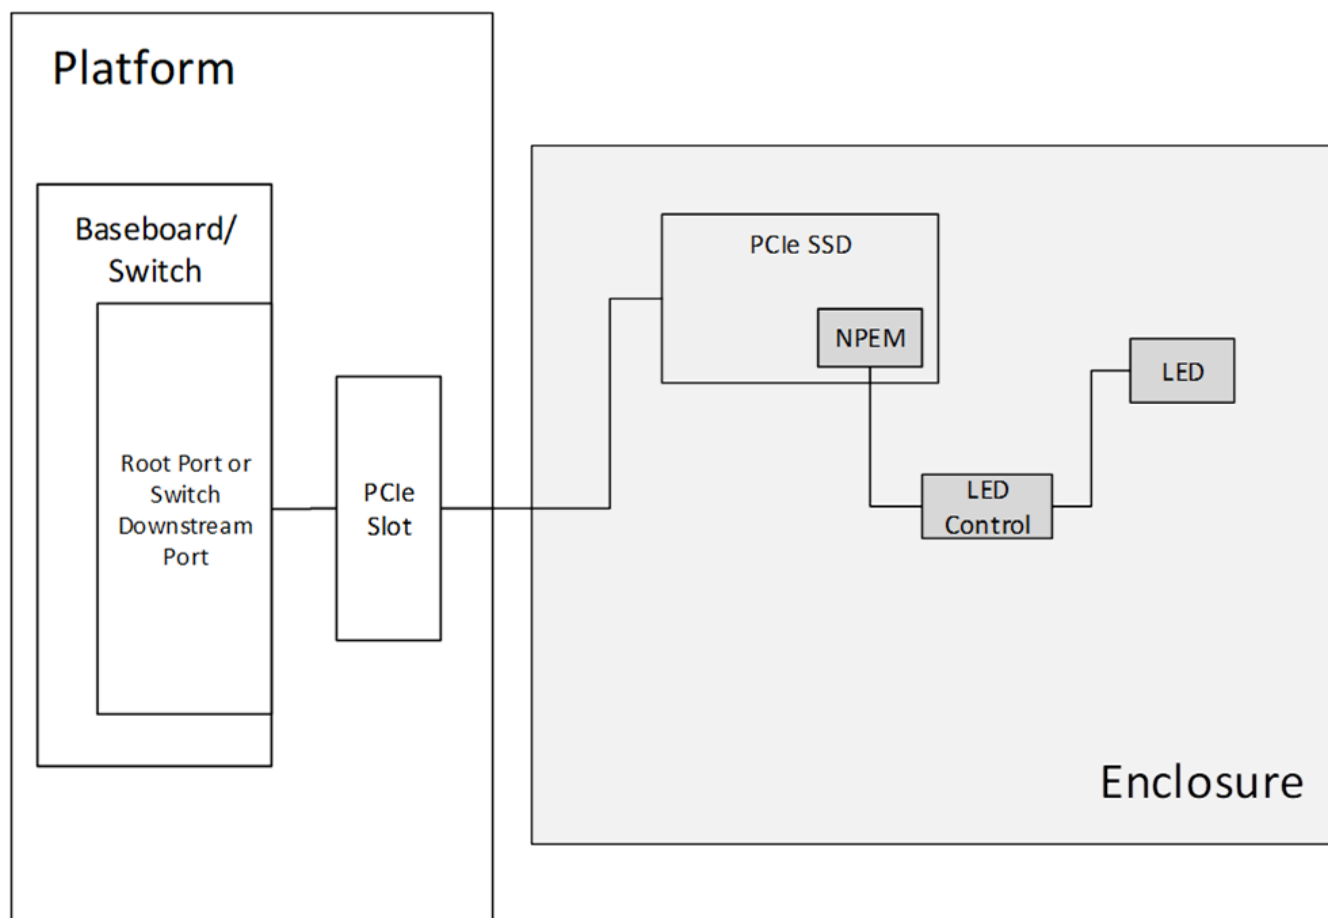 Platform
Baseboard/
Switch
Root Port or
Switch
Downstream
Port
PCIe
Slot
PCIe SSD
NPEM
LED
LED
Control
Enclosure